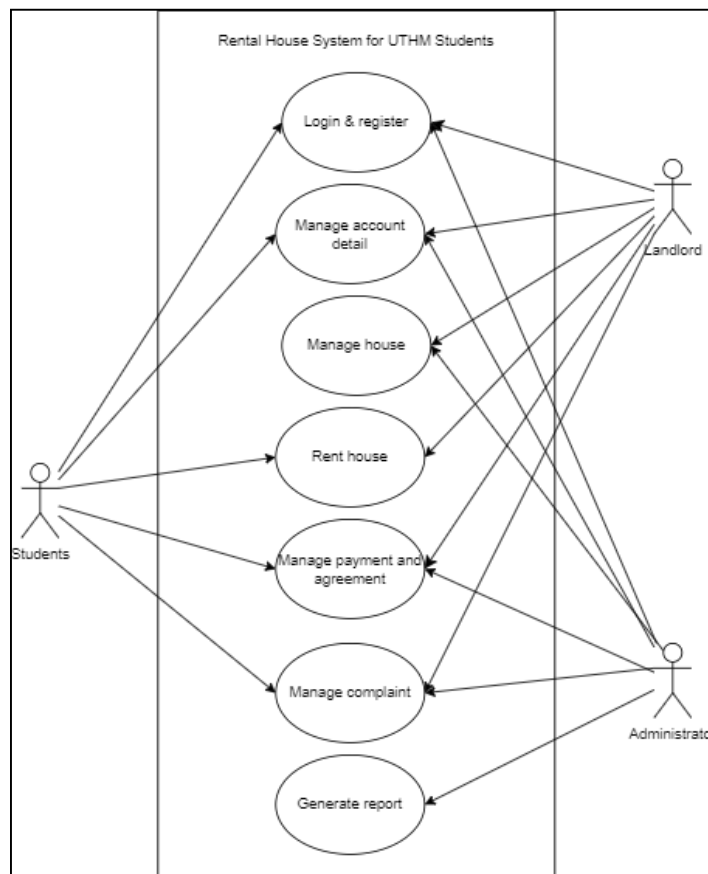 Rental House System for UTHM Students
Login & register
Manage account
detail
Landlord
Manage house
Rent house
Students
Manage payment and
agreement
Manage complaint
Administrato
Generate report